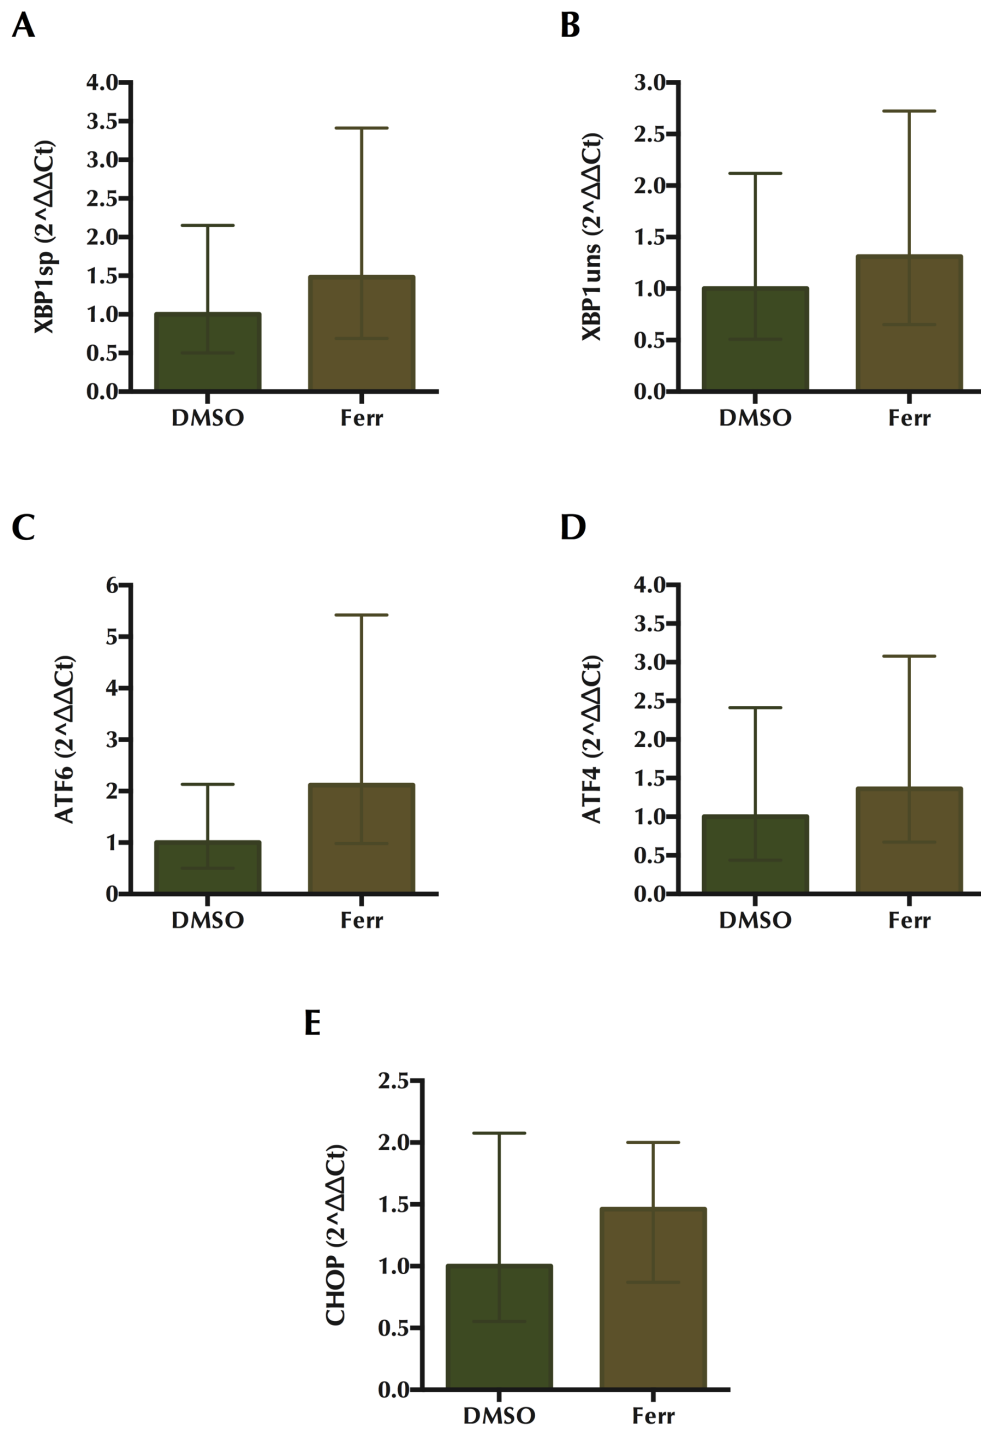 A
XBP1sp (2^ΔΔCt)
4.0
3.5
3.0
2.5
2.0
1.5
1.0
0.5
0.0
DMSO Ferr
B
XBP1uns (2^ΔΔCt)
3.0
2.5
2.0
1.5
1.0
0.5
0.0
DMSO Ferr
C
ATF6 (2^ΔΔCt)
6
5
4
3
2
1
0
DMSO Ferr
D
ATF4 (2^ΔΔCt)
4.0
3.5
3.0
2.5
2.0
1.5
1.0
0.5
0.0
DMSO Ferr
E
CHOP (2^ΔΔCt)
2.5
2.0
1.5
1.0
0.5
0.0
DMSO Ferr